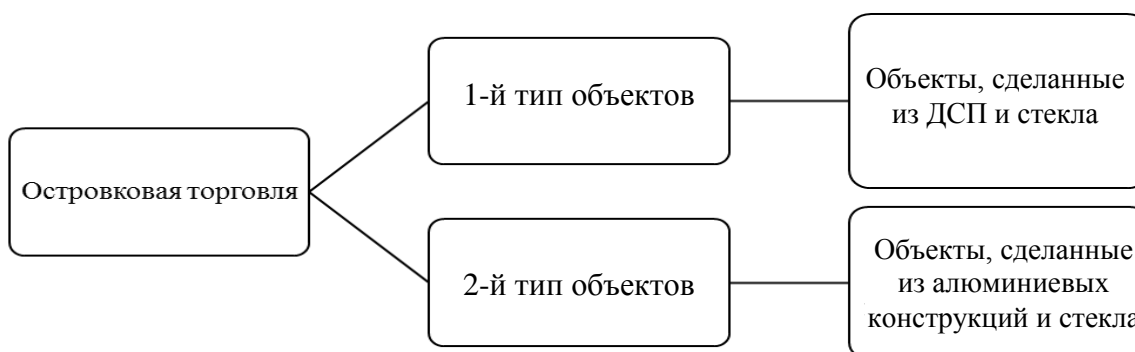 Островковая торговля
1-й тип объектов
Объекты, сделанные
из ДСП и стекла
2-й тип объектов
Объекты, сделанные
из алюминиевых
конструкций и стекла